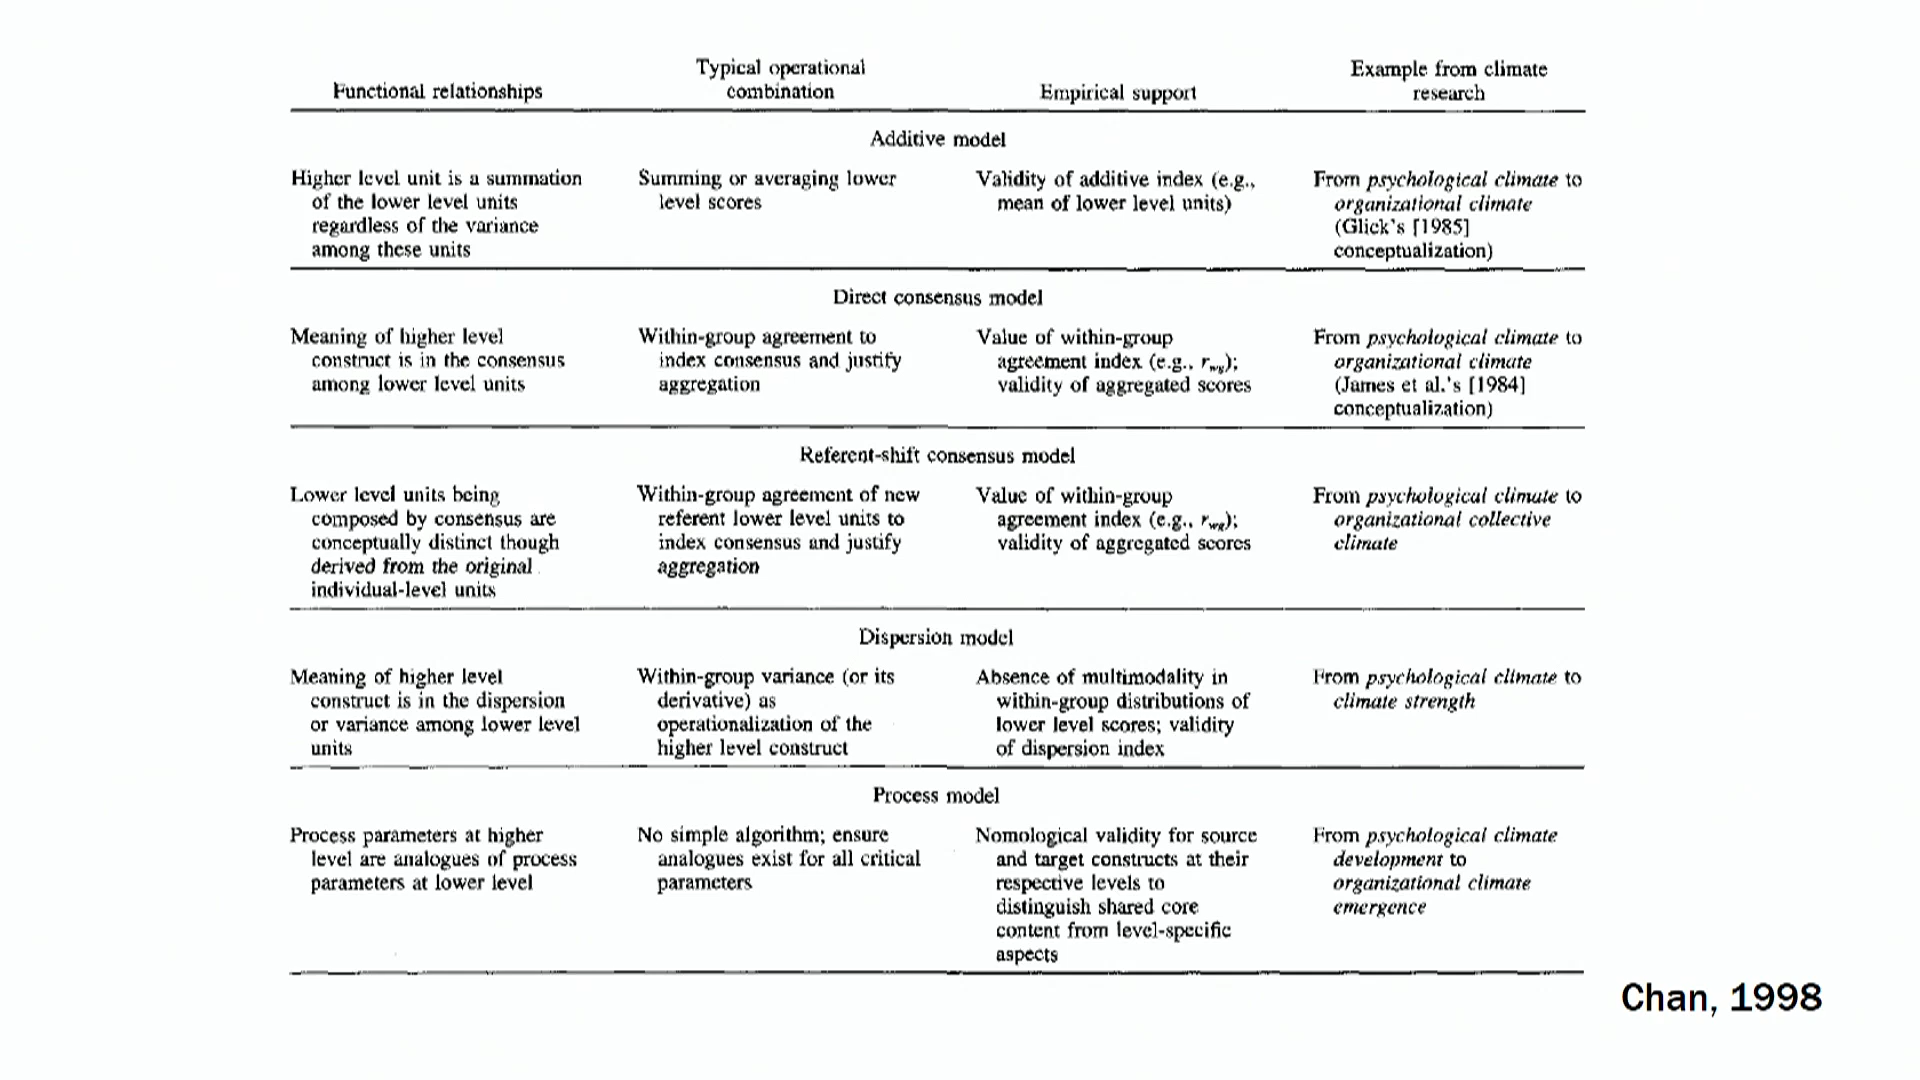 Functional relationships
Typical operational
combination
Empirical support
Example from climate
research
Additive model
Higher level unit is a summation
of the lower level units
regardless of the variance
among these units
Summing or averaging lower
level scores
Validity of additive index (e.g.,
mean of lower level units)
From psychological climate to
organizational climate
(Glick's [1985]
conceptualization)
Direct consensus model
Meaning of higher level
construct is in the consensus
among lower level units
Within-group agreement to
index consensus and justify
aggregation
Value of within-group
agreement index (e.g., rwg);
validity of aggregated scores
From psychological climate to
organizational climate
(James et al.'s [1984]
conceptualization)
Referent-shift consensus model
Lower level units being
composed by consensus are
conceptually distinct though
derived from the original
individual-level units
Within-group agreement of new
referent lower level units to
index consensus and justify
aggregation
Value of within-group
agreement index (e.g., rwg);
validity of aggregated scores
From psychological climate to
organizational collective
climate
Dispersion model
Meaning of higher level
construct is in the dispersion
or variance among lower level
units
Within-group variance (or its
derivative) as
operationalization of the
higher level construct
Absence of multimodality in
within-group distributions of
lower level scores; validity
of dispersion index
From psychological climate to
climate strength
Process model
Process parameters at higher
level are analogues of process
parameters at lower level
No simple algorithm; ensure
analogues exist for all critical
parameters
Nomological validity for source
and target constructs at their
respective levels to
distinguish shared core
content from level-specific
aspects
From psychological climate
development to
organizational climate
emergence
Chan, 1998